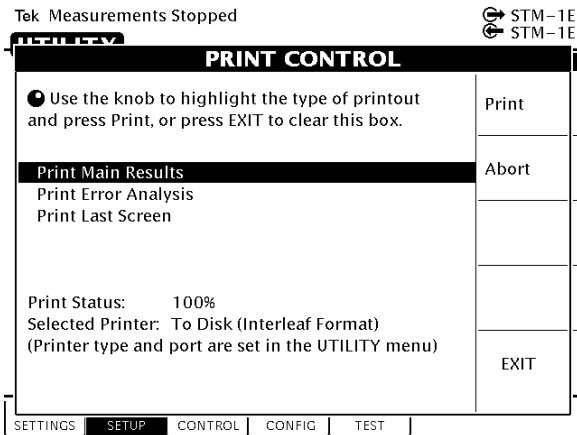 Tek Measurements Stopped
STM-1E
STM-1E
UTILITY
PRINT CONTROL
Use the knob to highlight the type of printout
and press Print, or press EXIT to clear this box.
Print
Abort
Print Main Results
Print Error Analysis
Print Last Screen
Print Status: 100%
Selected Printer: To Disk (Interleaf Format)
(Printer type and port are set in the UTILITY menu)
EXIT
SETTINGS SETUP CONTROL CONFIG TEST